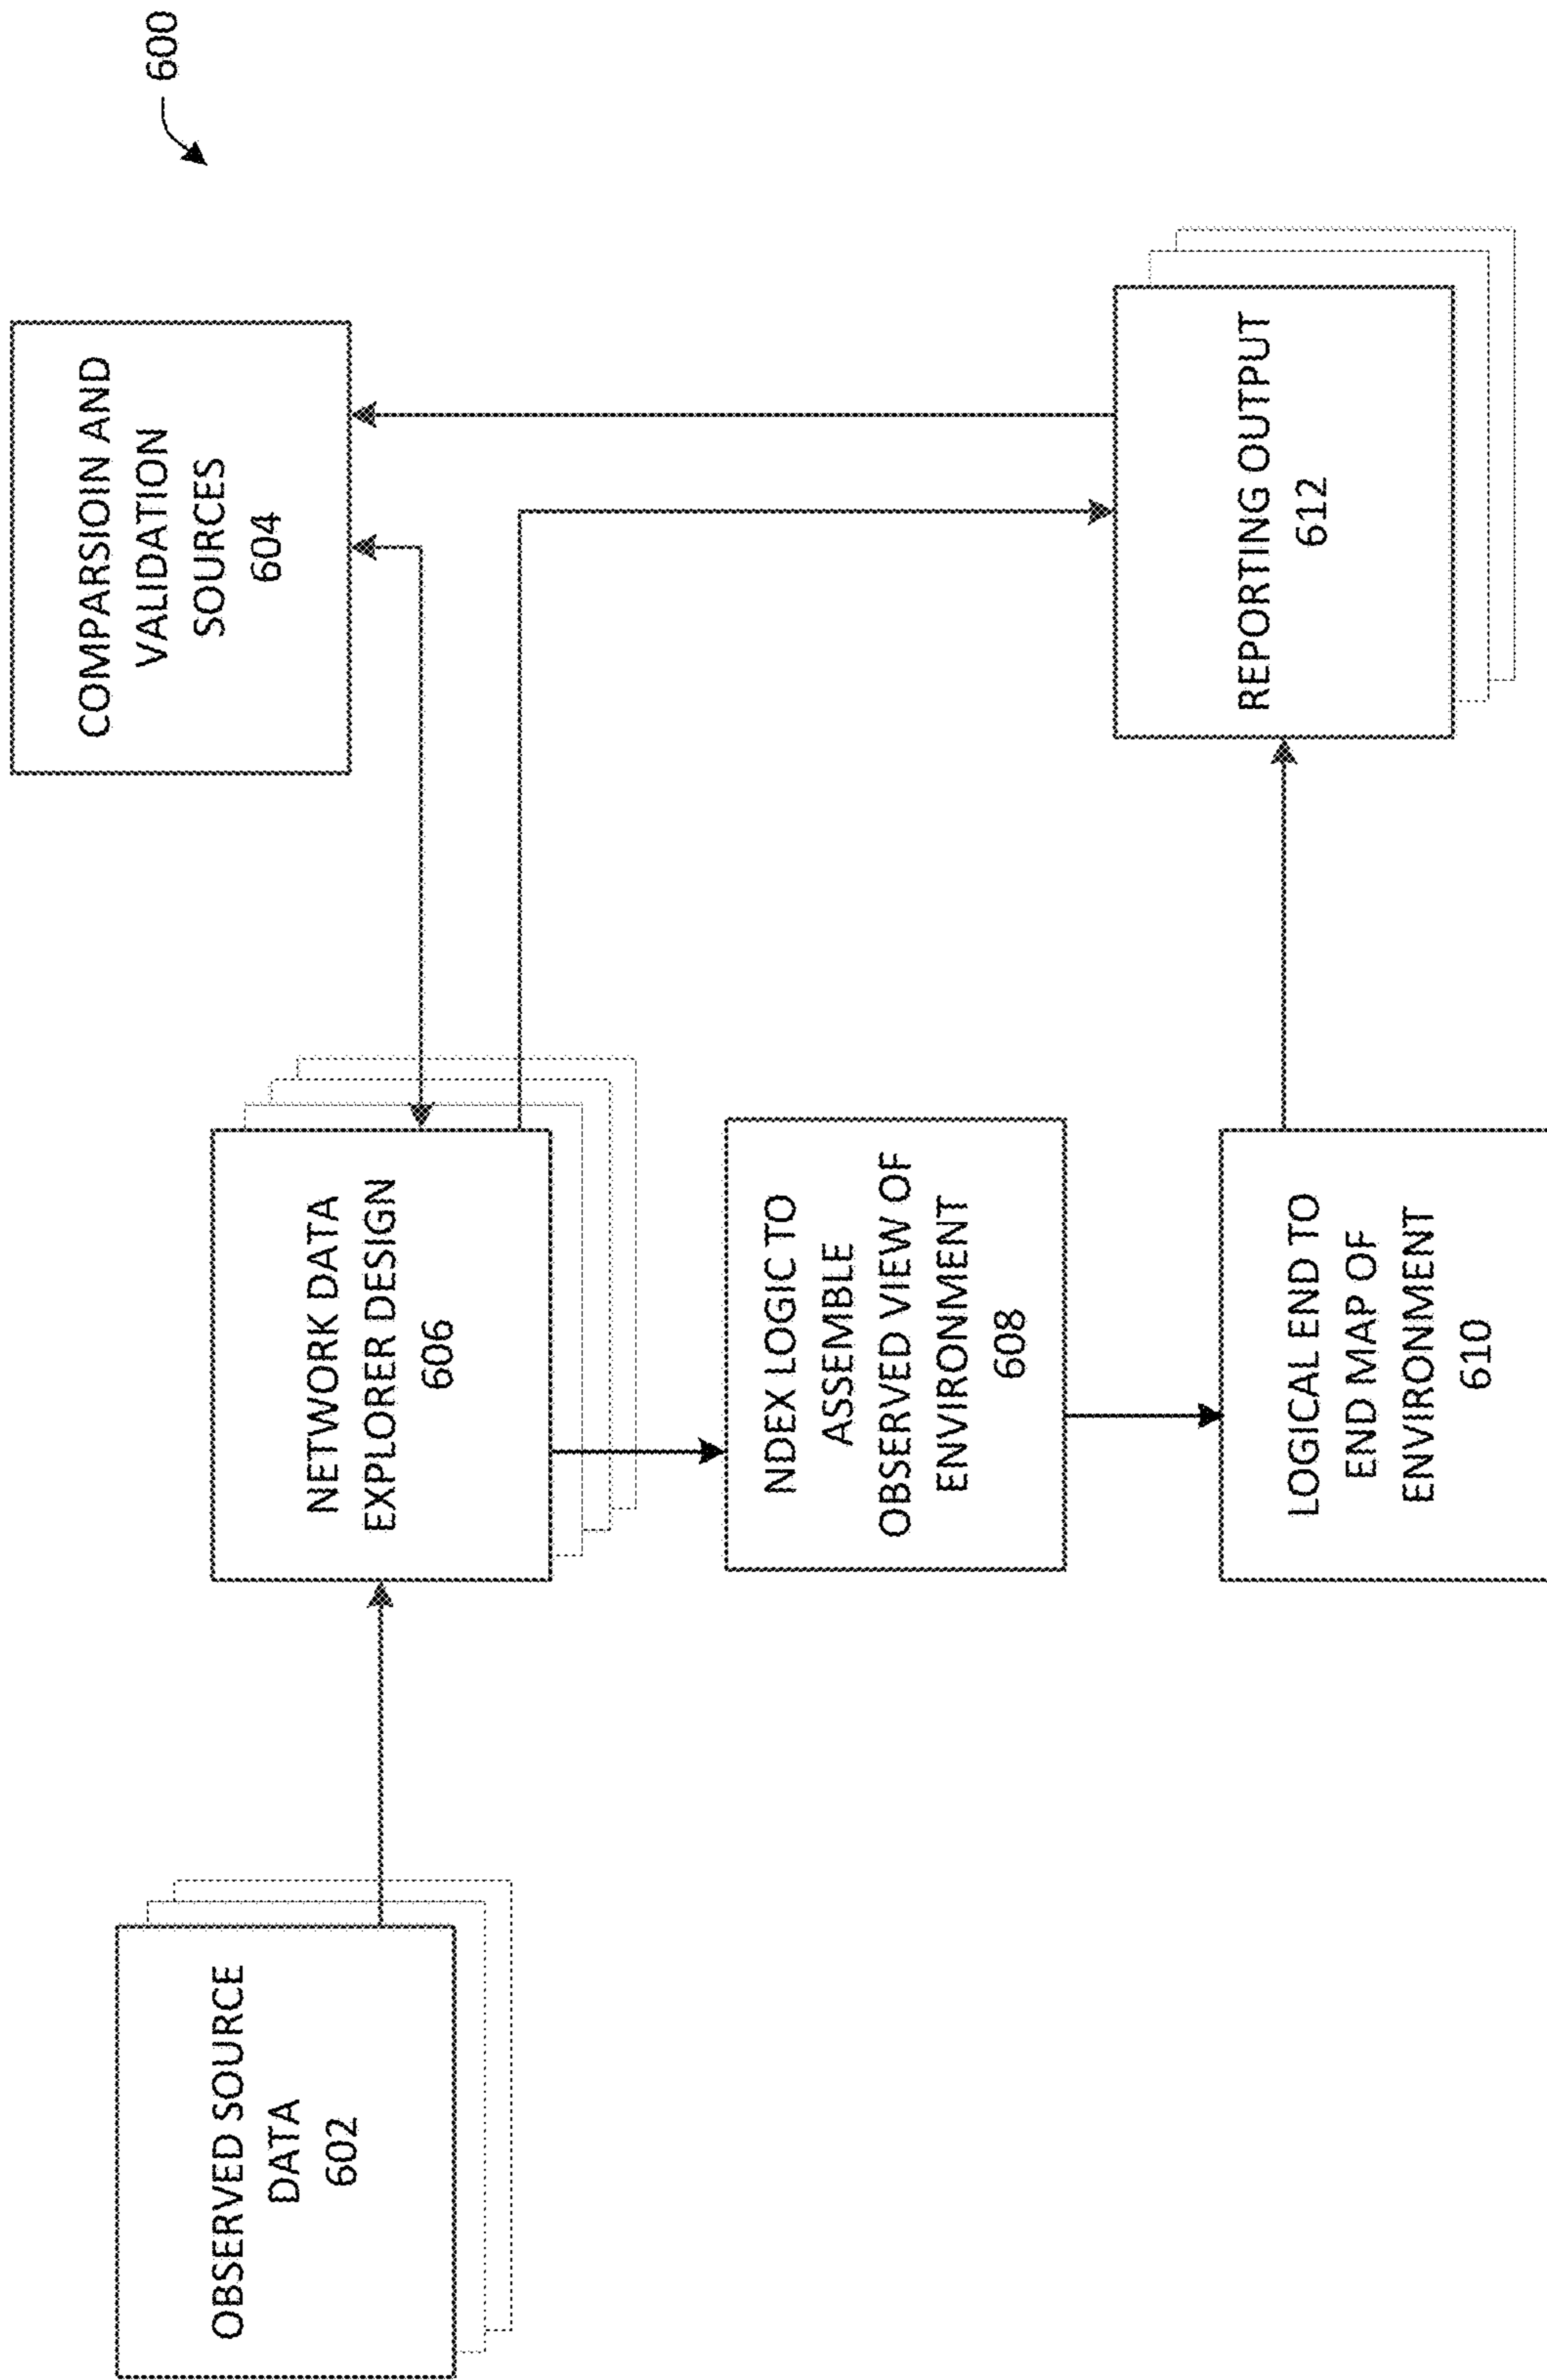 600
OBSERVED SOURCE
DATA
602
NETWORK DATA
EXPLORER DESIGN
606
COMPARSIOIN AND
VALIDATION
SOURCES
604
NDEX LOGIC TO
ASSEMBLE
OBSERVED VIEW OF
ENVIRONMENT
608
LOGICAL END TO
END MAP OF
ENVIRONMENT
610
REPORTING OUTPUT
612